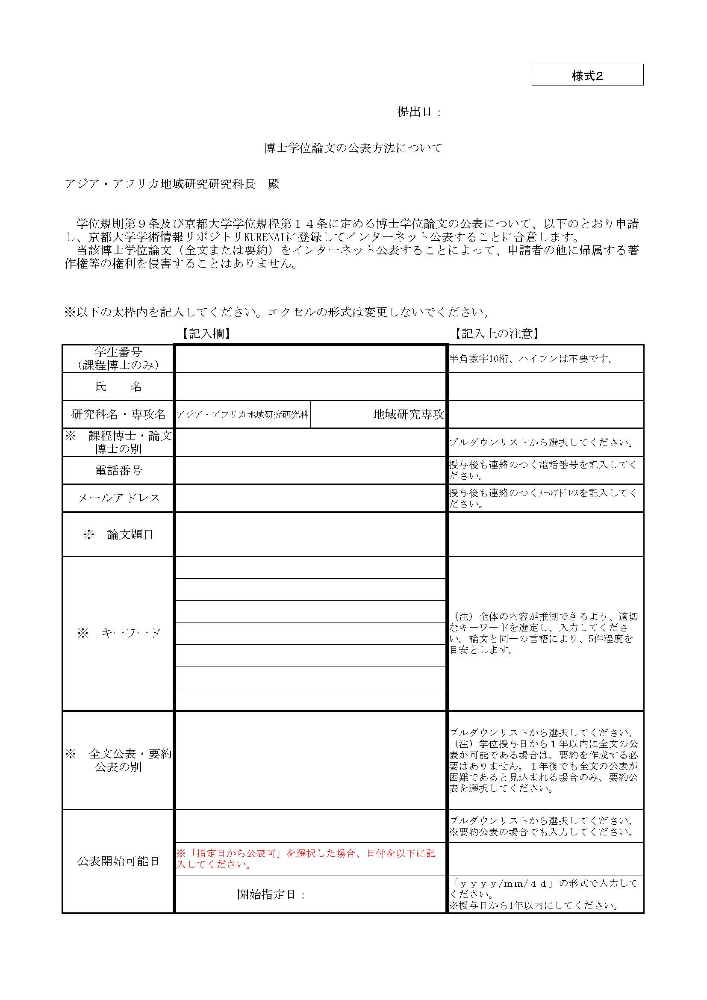 様式2
提出日：
博士学位論文の公表方法について
アジア・アフリカ地域研究研究科長　殿
　学位規則第９条及び京都大学学位規程第１４条に定める博士学位論文の公表について、以下のとおり申請
し、京都大学学術情報リポジトリKURENAIに登録してインターネット公表することに合意します。
　当該博士学位論文（全文または要約）をインターネット公表することによって、申請者の他に帰属する著
作権等の権利を侵害することはありません。
※以下の太枠内を記入してください。エクセルの形式は変更しないでください。
【記入欄】
【記入上の注意】
学生番号
（課程博士のみ）
半角数字10桁、ハイフンは不要です。
氏　　名
研究科名・専攻名
アジア・アフリカ地域研究研究科
地域研究専攻
※　課程博士・論文
博士の別
プルダウンリストから選択してください。
電話番号
授与後も連絡のつく電話番号を記入してく
ださい。
メールアドレス
授与後も連絡のつくﾒｰﾙｱﾄﾞﾚｽを記入してく
ださい。
※　論文題目
※　キーワード
（注）全体の内容が推測できるよう、適切
なキーワードを選定し、入力してくださ
い。論文と同一の言語により、5件程度を
目安とします。
※　全文公表・要約
公表の別
プルダウンリストから選択してください。
（注）学位授与日から１年以内に全文の公
表が可能である場合は、要約を作成する必
要はありません。１年後でも全文の公表が
困難であると見込まれる場合のみ、要約公
表を選択してください。
公表開始可能日
プルダウンリストから選択してください。
※要約公表の場合でも入力してください。
※「指定日から公表可」を選択した場合、日付を以下に記
入してください。
開始指定日：
「ｙｙｙｙ/mm/ｄｄ」の形式で入力して
ください。
※授与日から1年以内にしてください。